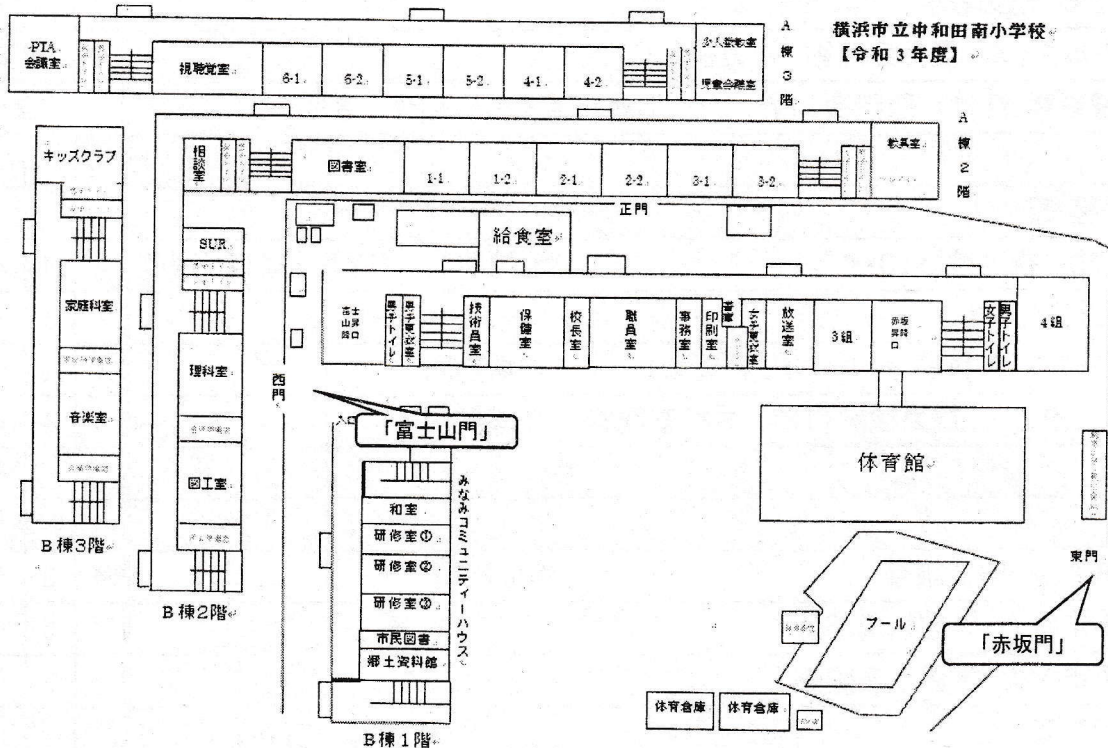 横浜市立中和田南小学校
【令和3年度】
A棟3階
PTA
会議室
視聴覚室
6-1
6-2
5-1
5-2
4-1
4-2
児童会議室
A棟2階
相談室
図書室
1-1
1-2
2-1
2-2
3-1
3-2
教具室
正門
キッズクラブ
家庭科室
音楽室
B棟3階
SUR
理科室
図工室
B棟2階
給食室
富士山昇降口
男子トイレ
男子更衣室
技術員室
保健室
校長室
職員室
事務室
印刷室
書庫
女子更衣室
放送室
3組
赤坂昇降口
女子トイレ
男子トイレ
4組
西門
「富士山門」
入口
和室
研修室①
研修室②
研修室③
市民図書
郷土資料館
みなみコミュニティーハウス
B棟1階
体育館
プール
東門
「赤坂門」
体育倉庫
体育倉庫